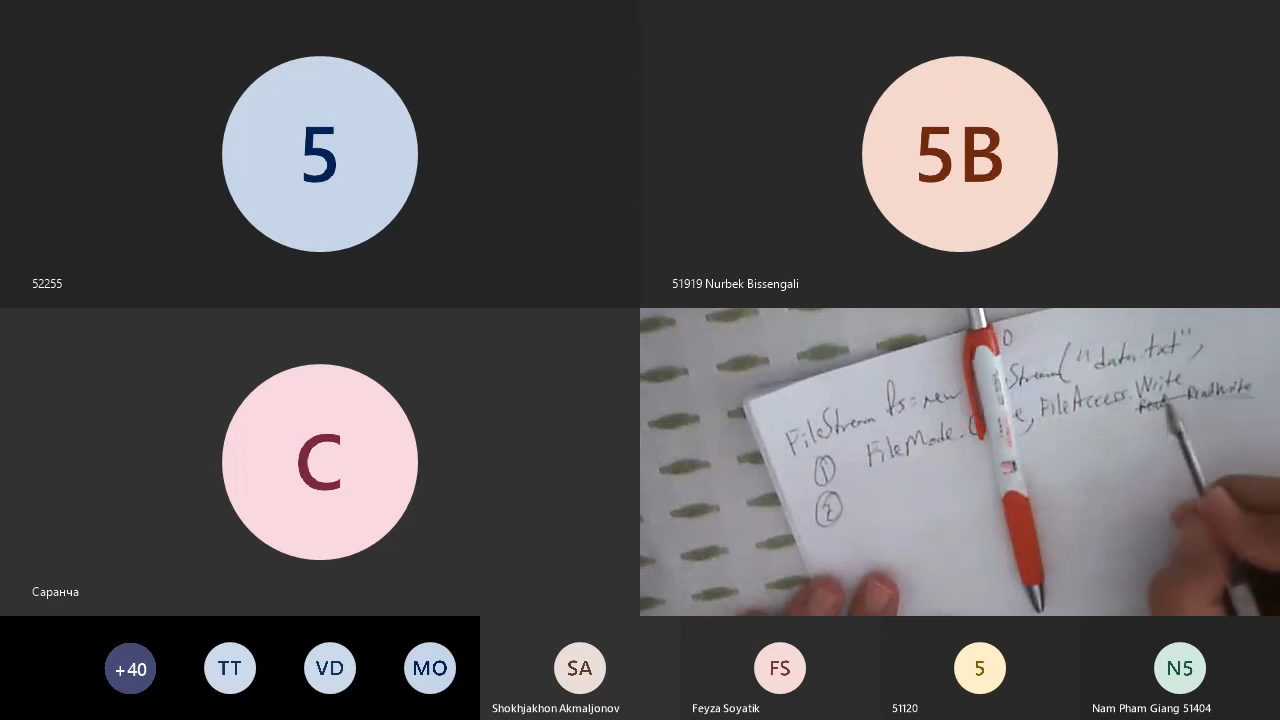 5
52255
5B
51919 Nurbek Bissengali
C
Саранча
FileStream fs = new Stream("data.txt",
① FileMode. e, FileAccess.Write
Read ReadWrite
②
+40
TT
VD
MO
SA
Shokhjakhon Akmaljonov
FS
Feyza Soyatik
5
51120
N5
Nam Pham Giang 51404